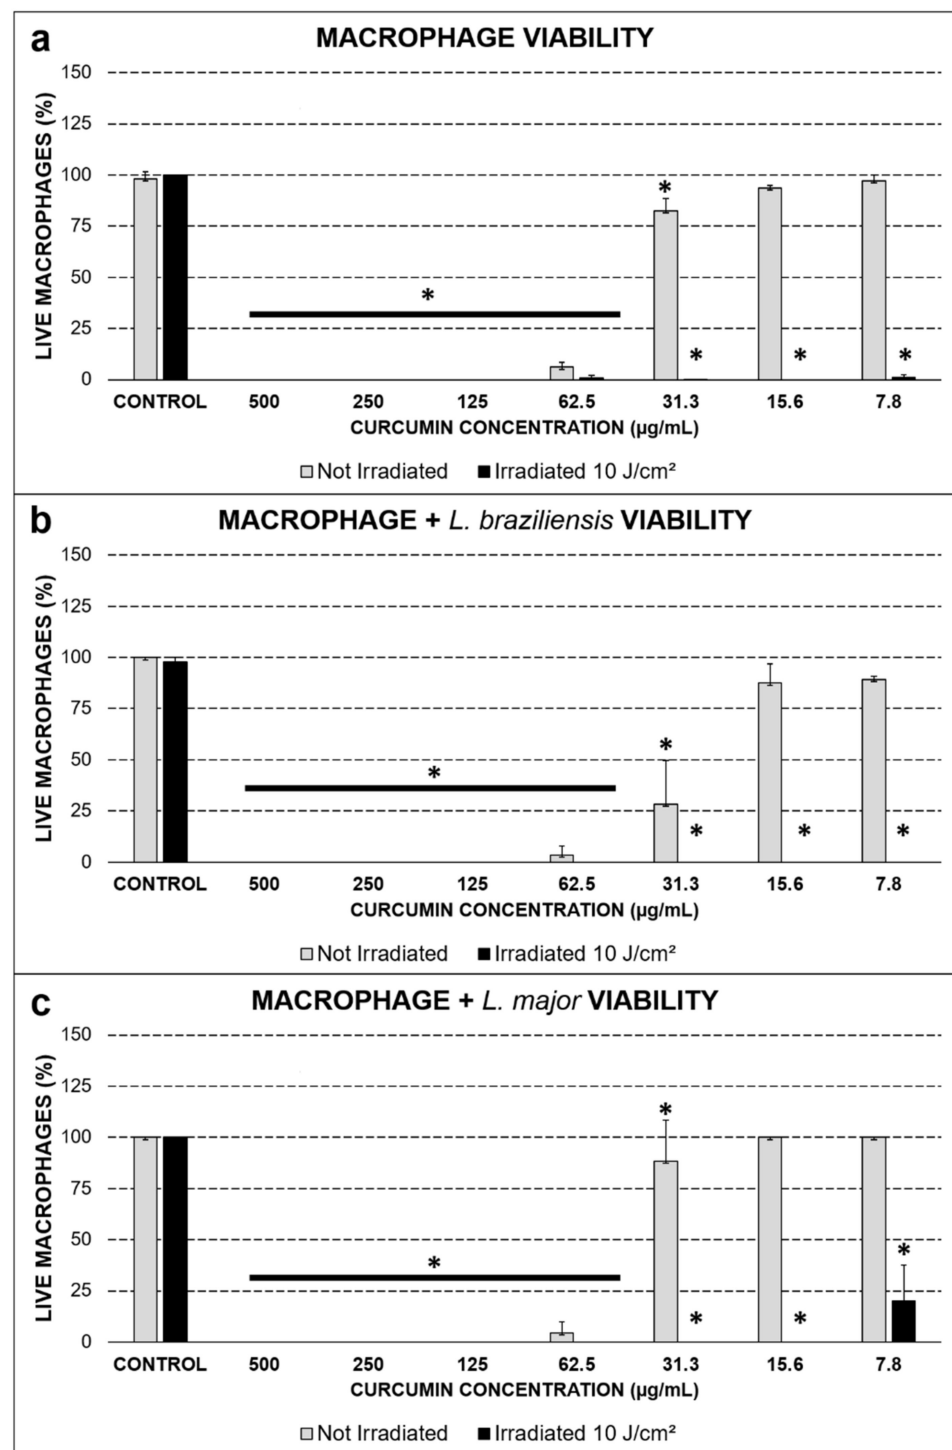 a
MACROPHAGE VIABILITY
LIVE MACROPHAGES (%)
150
125
100
75
50
25
0
*
*
*
*
*
CONTROL 500 250 125 62.5 31.3 15.6 7.8
CURCUMIN CONCENTRATION (µg/mL)
Not Irradiated Irradiated 10 J/cm²
b
MACROPHAGE + L. braziliensis VIABILITY
LIVE MACROPHAGES (%)
150
125
100
75
50
25
0
*
*
*
*
*
CONTROL 500 250 125 62.5 31.3 15.6 7.8
CURCUMIN CONCENTRATION (µg/mL)
Not Irradiated Irradiated 10 J/cm²
c
MACROPHAGE + L. major VIABILITY
LIVE MACROPHAGES (%)
150
125
100
75
50
25
0
*
*
*
*
*
CONTROL 500 250 125 62.5 31.3 15.6 7.8
CURCUMIN CONCENTRATION (µg/mL)
Not Irradiated Irradiated 10 J/cm²